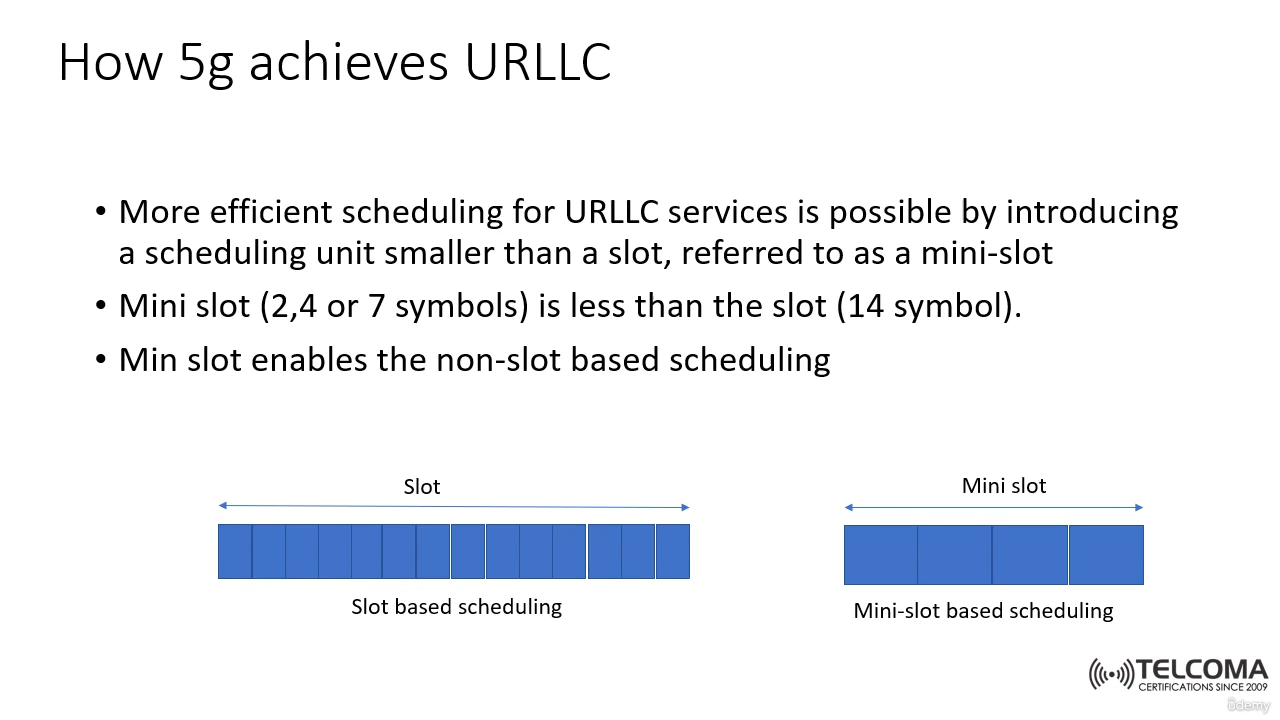 How 5g achieves URLLC
• More efficient scheduling for URLLC services is possible by introducing
a scheduling unit smaller than a slot, referred to as a mini-slot
• Mini slot (2,4 or 7 symbols) is less than the slot (14 symbol).
• Min slot enables the non-slot based scheduling
Slot
Mini slot
Slot based scheduling
Mini-slot based scheduling
TELCOMA
CERTIFICATIONS SINCE 2009
ûdemy